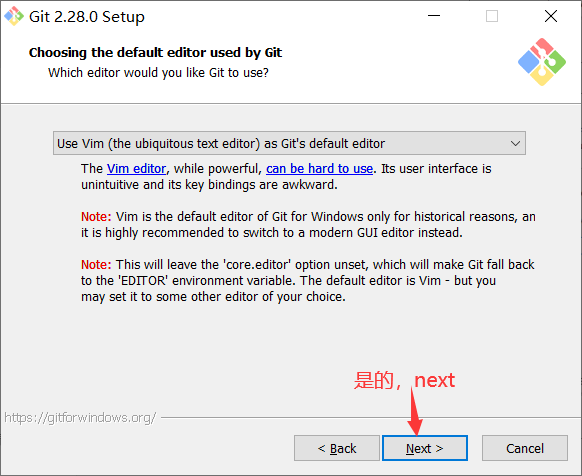 Git 2.28.0 Setup
Choosing the default editor used by Git
Which editor would you like Git to use?
Use Vim (the ubiquitous text editor) as Git's default editor
The Vim editor, while powerful, can be hard to use. Its user interface is
unintuitive and its key bindings are awkward.
Note: Vim is the default editor of Git for Windows only for historical reasons, an
it is highly recommended to switch to a modern GUI editor instead.
Note: This will leave the 'core.editor' option unset, which will make Git fall back
to the 'EDITOR' environment variable. The default editor is Vim - but you
may set it to some other editor of your choice.
是的，next
https://gitforwindows.org/
< Back
Next >
Cancel